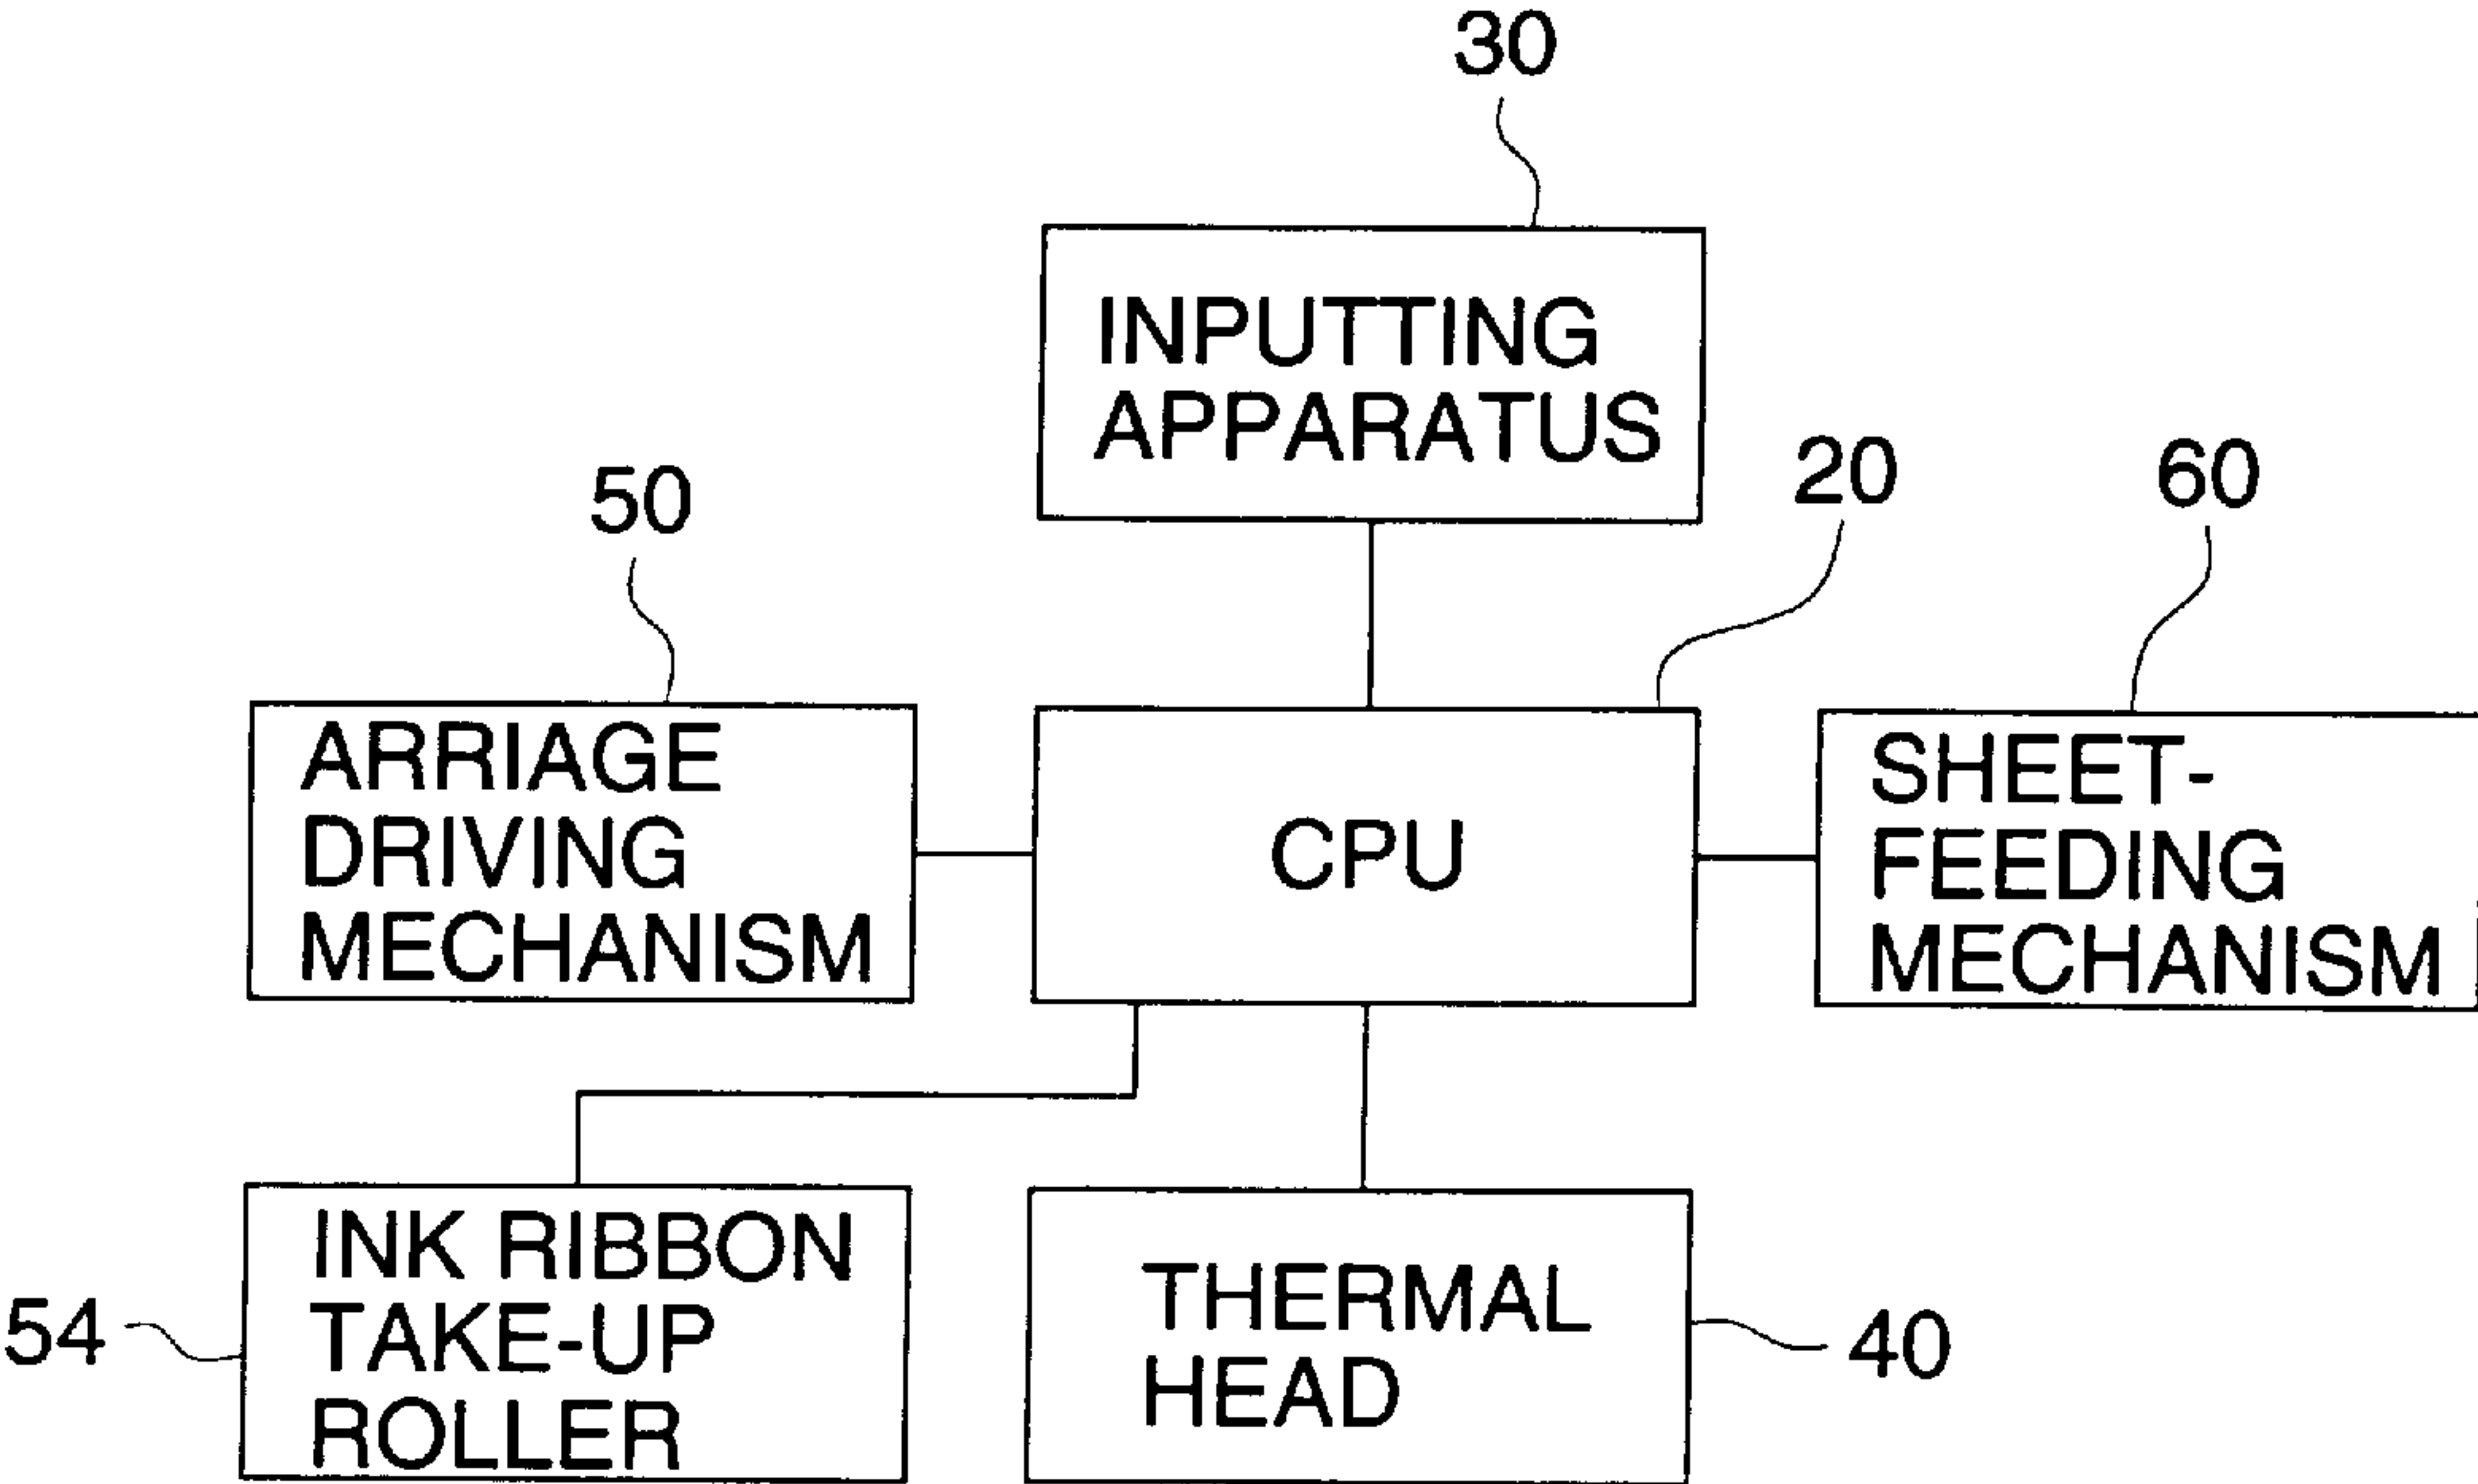 30
INPUTTING
APPARATUS
50
20
60
ARRIAGE
DRIVING
MECHANISM
CPU
SHEET-
FEEDING
MECHANISM
INK RIBBON
TAKE-UP
ROLLER
54
THERMAL
HEAD
40